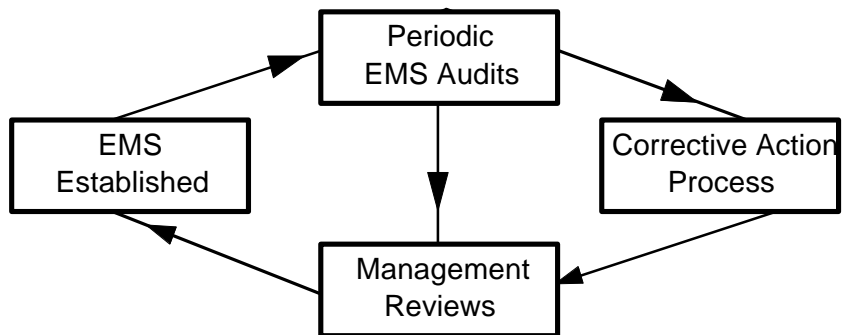 Periodic
EMS Audits
EMS
Established
Corrective Action
Process
Management
Reviews